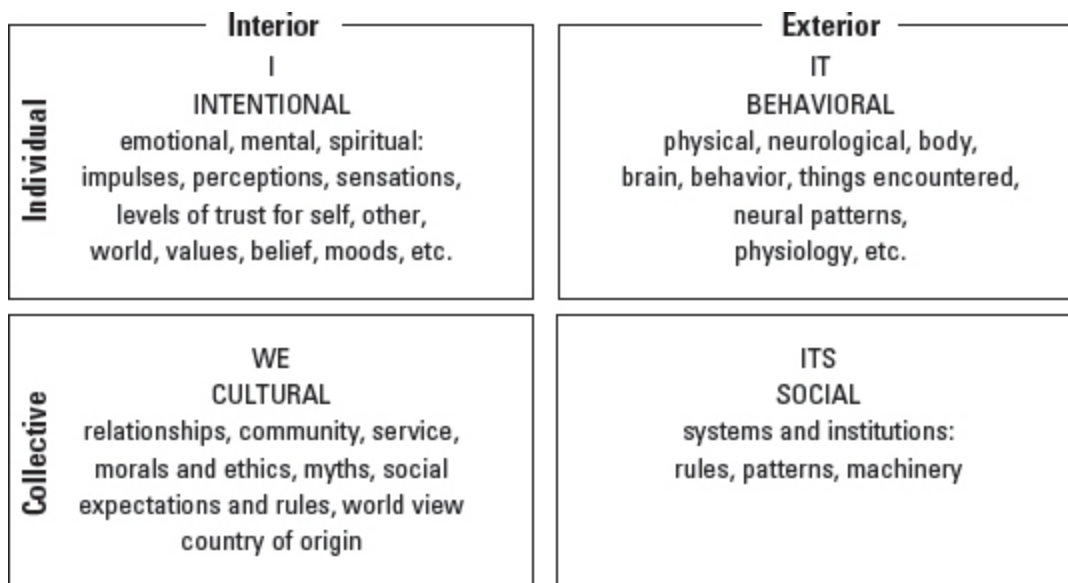 Interior
Exterior
Individual
I
INTENTIONAL
emotional, mental, spiritual:
impulses, perceptions, sensations,
levels of trust for self, other,
world, values, belief, moods, etc.
IT
BEHAVIORAL
physical, neurological, body,
brain, behavior, things encountered,
neural patterns,
physiology, etc.
Collective
WE
CULTURAL
relationships, community, service,
morals and ethics, myths, social
expectations and rules, world view
country of origin
ITS
SOCIAL
systems and institutions:
rules, patterns, machinery